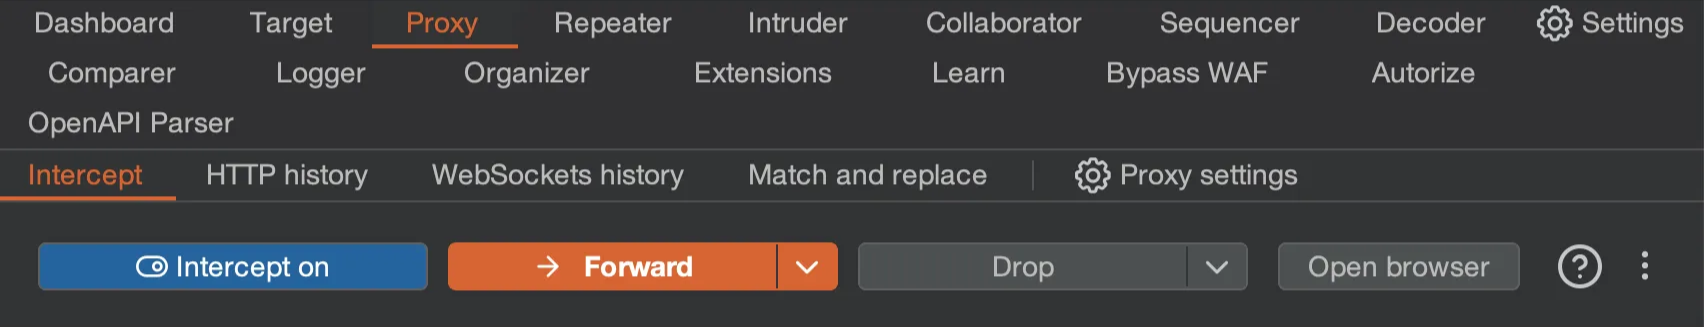 Dashboard Target Proxy Repeater Intruder Collaborator Sequencer Decoder Settings
Comparer Logger Organizer Extensions Learn Bypass WAF Autorize
OpenAPI Parser
Intercept HTTP history WebSockets history Match and replace Proxy settings
Intercept on Forward Drop Open browser ?